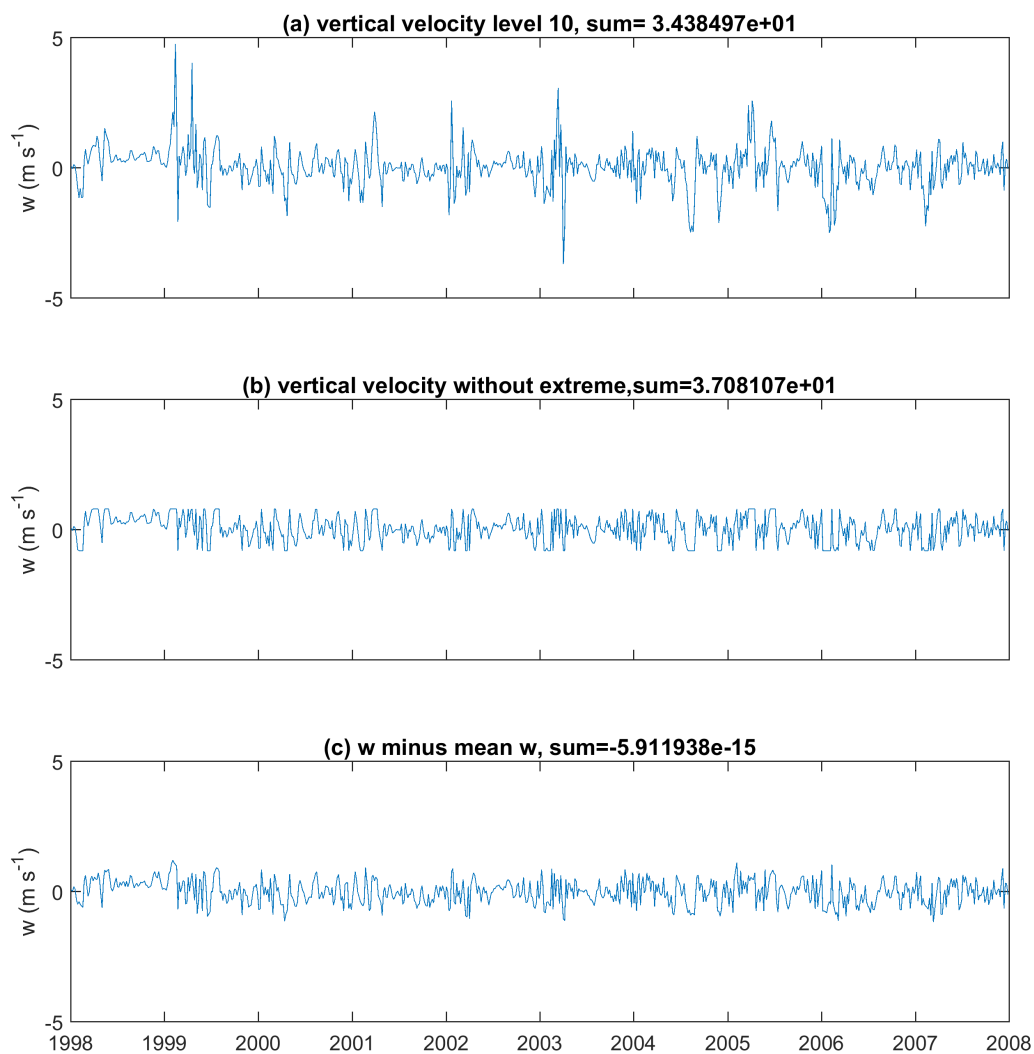 (a) vertical velocity level 10, sum= 3.438497e+01
5
0
-5
w (m s⁻¹ )
(b) vertical velocity without extreme,sum=3.708107e+01
5
0
-5
w (m s⁻¹ )
(c) w minus mean w, sum=-5.911938e-15
5
0
-5
w (m s⁻¹ )
1998 1999 2000 2001 2002 2003 2004 2005 2006 2007 2008